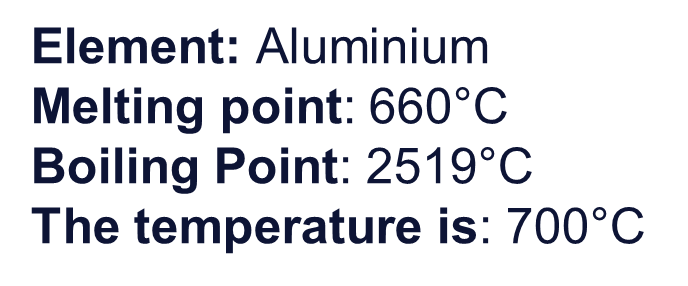 Element: Aluminium
Melting point: 660°C
Boiling Point: 2519°C
The temperature is: 700°C